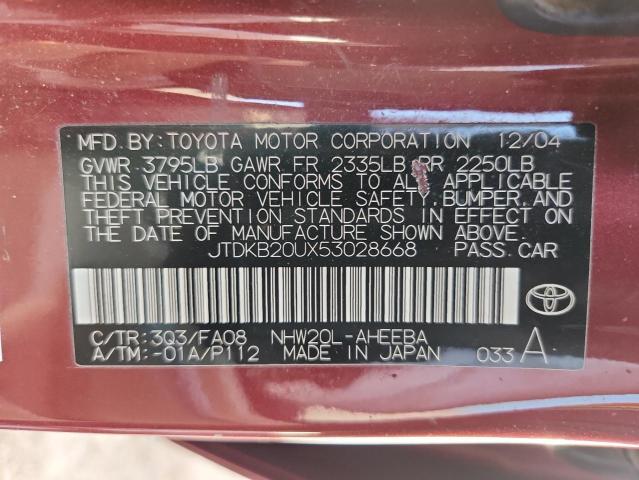 MFD. BY: TOYOTA MOTOR CORPORATION 12/04
GVWR 3795LB GAWR FR 2335LB RR 2250LB
THIS VEHICLE CONFORMS TO ALL APPLICABLE
FEDERAL MOTOR VEHICLE SAFETY, BUMPER, AND
THEFT PREVENTION STANDARDS IN EFFECT ON
THE DATE OF MANUFACTURE SHOWN ABOVE.
JTDKB20UX53028668 PASS. CAR
C/TR: 3Q3/FA08 NHW20L-AHEEBA
A/TM: -01A/P112 MADE IN JAPAN 033 A